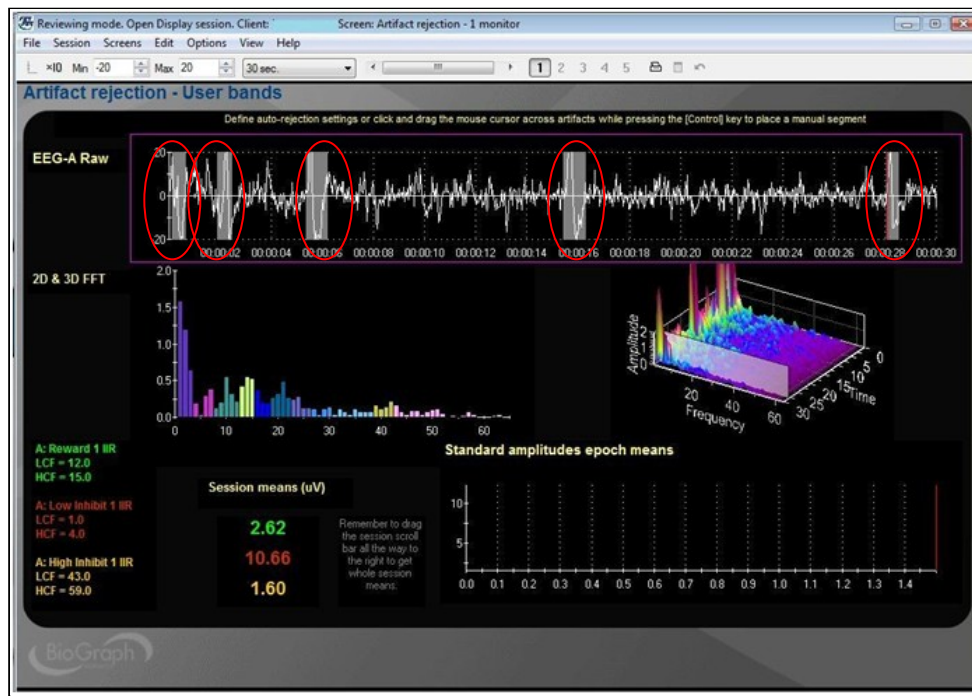 Reviewing mode. Open Display session. Client: Screen: Artifact rejection - 1 monitor
File Session Screens Edit Options View Help
×10 Min -20 Max 20 30 sec. 1 2 3 4 5
Artifact rejection - User bands
Define auto-rejection settings or click and drag the mouse cursor across artifacts while pressing the [Control] key to place a manual segment
EEG-A Raw
20
0
20
00:00:02 00:00:04 00:00:06 00:00:08 00:00:10 00:00:12 00:00:14 00:00:16 00:00:18 00:00:20 00:00:22 00:00:24 00:00:26 00:00:28 00:00:30
2D & 3D FFT
2.0
1.5
1.0
0.5
0.0
0 10 20 30 40 50 60
Amplitude
2
1
0
20 40 60
Frequency
30 25 20 15 10 5 0
Time
A: Reward 1 IIR
LCF = 12.0
HCF = 15.0
A: Low Inhibit 1 IIR
LCF = 1.0
HCF = 4.0
A: High Inhibit 1 IIR
LCF = 43.0
HCF = 59.0
Session means (uV)
2.62
10.66
1.60
Remember to drag
the session scroll
bar all the way to
the right to get
whole session
means.
Standard amplitudes epoch means
10
5
0.0 0.1 0.2 0.3 0.4 0.5 0.6 0.7 0.8 0.9 1.0 1.1 1.2 1.3 1.4
BioGraph